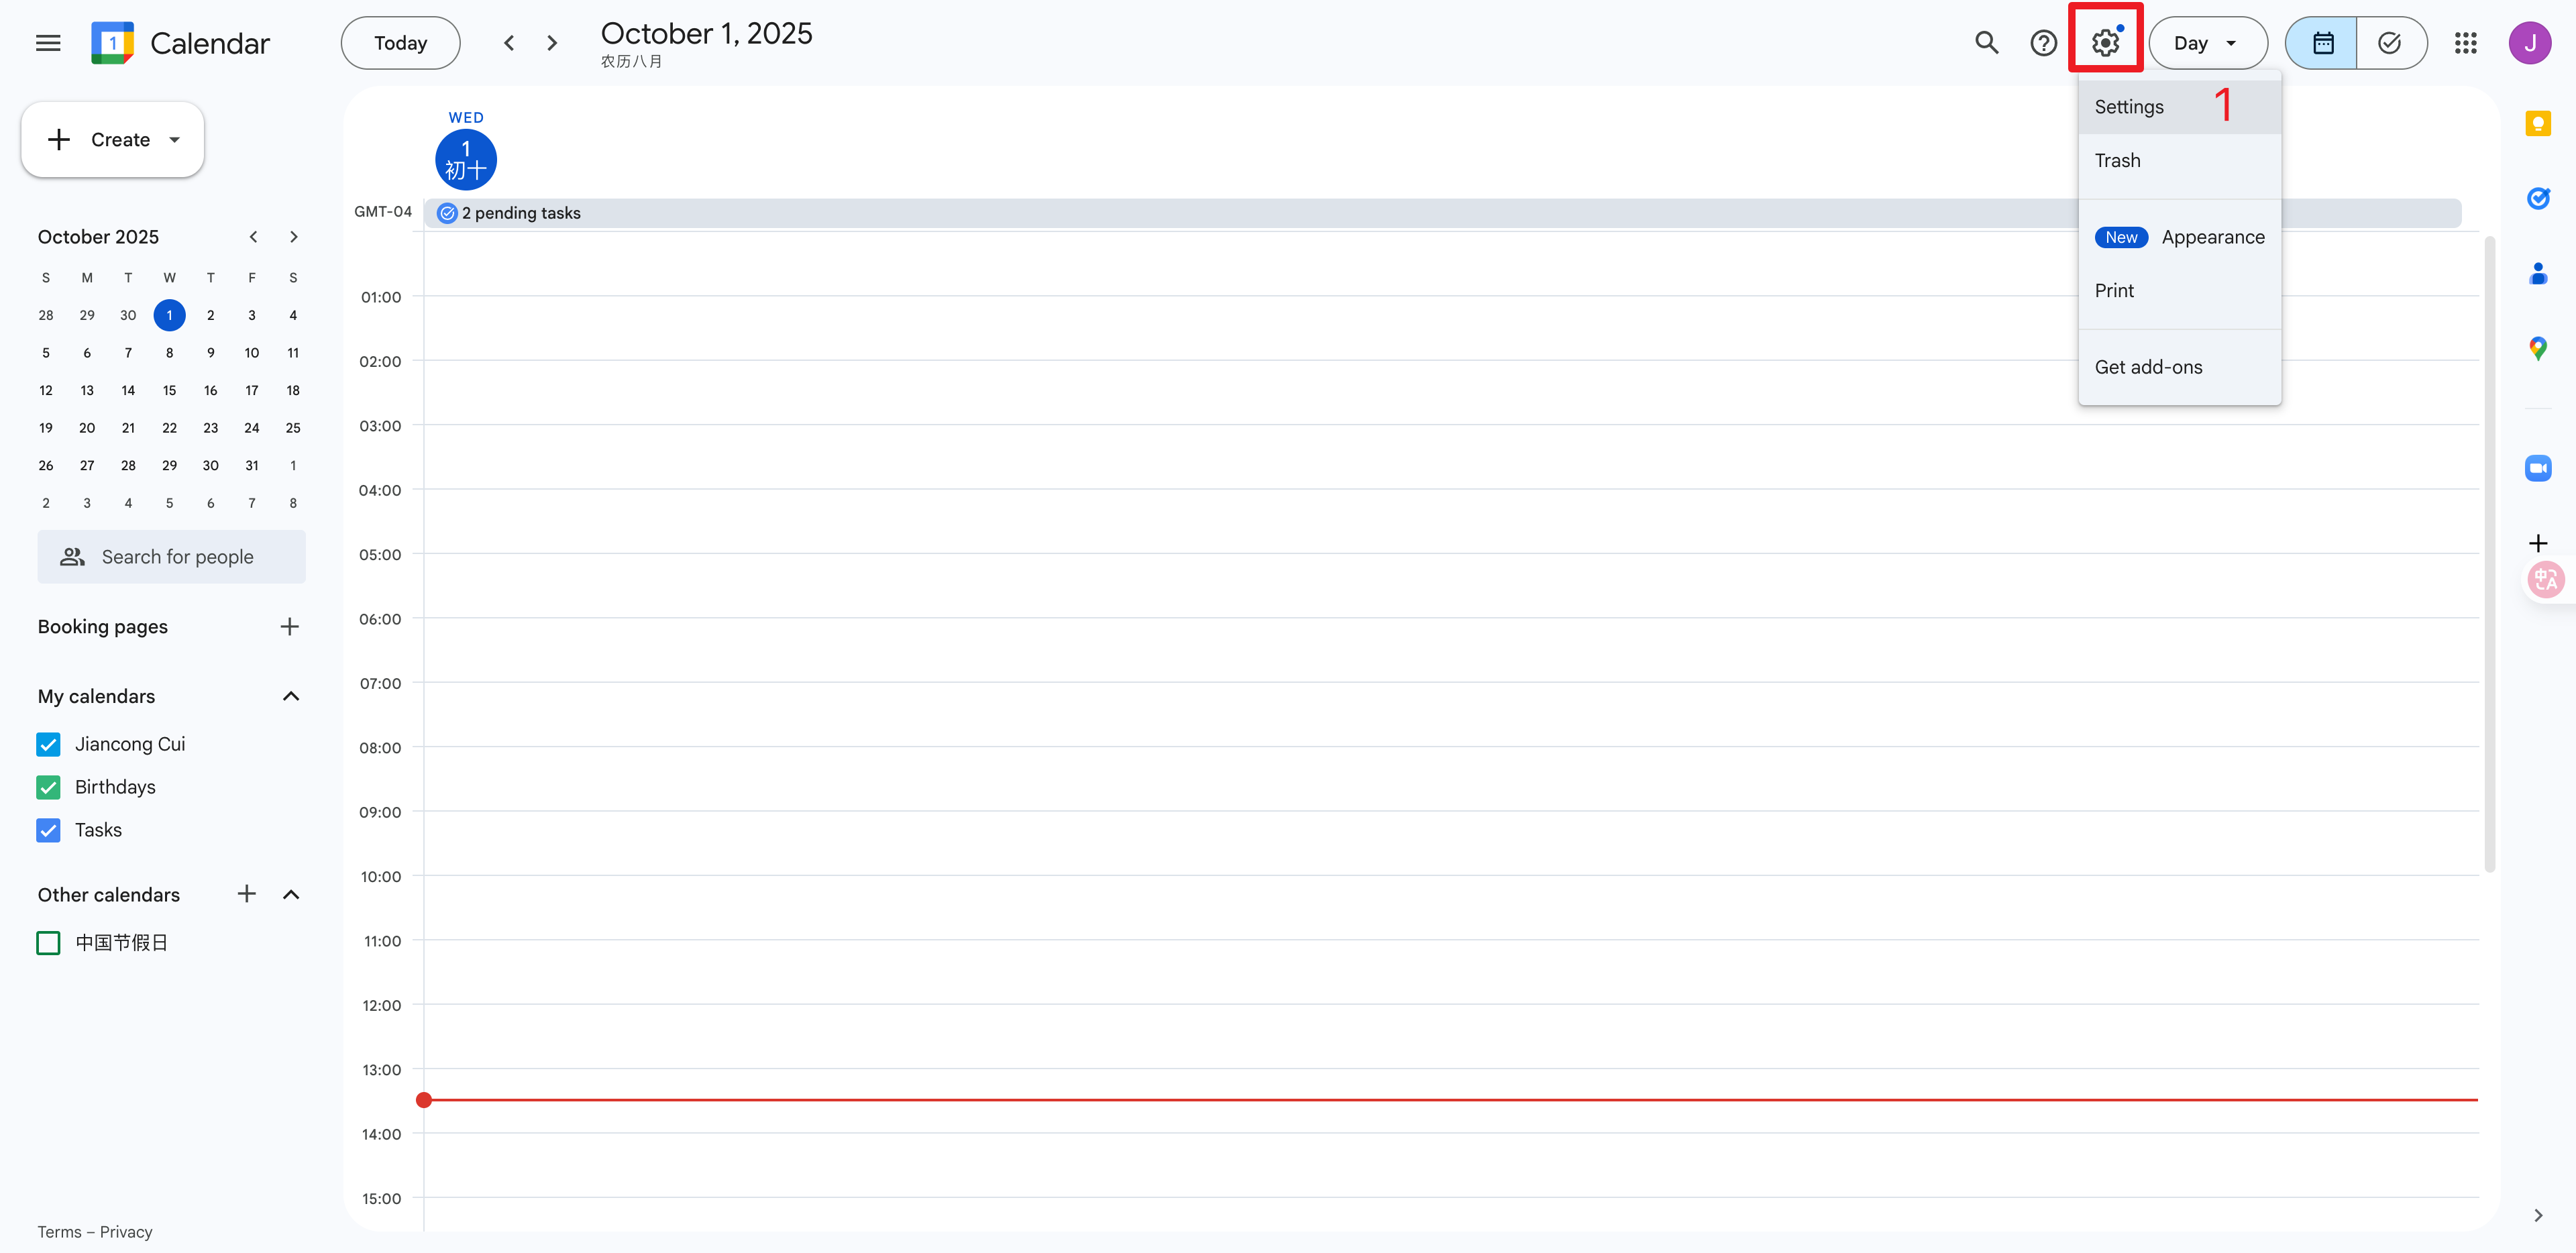 1
Calendar
Today
October 1, 2025
农历八月
Day
J
Create
Settings
1
Trash
New Appearance
Print
Get add-ons
WED
1
初十
GMT-04
2 pending tasks
October 2025
S M T W T F S
28 29 30 1 2 3 4
5 6 7 8 9 10 11
12 13 14 15 16 17 18
19 20 21 22 23 24 25
26 27 28 29 30 31 1
2 3 4 5 6 7 8
Search for people
Booking pages
My calendars
Jiancong Cui
Birthdays
Tasks
Other calendars
中国节假日
Terms – Privacy
01:00
02:00
03:00
04:00
05:00
06:00
07:00
08:00
09:00
10:00
11:00
12:00
13:00
14:00
15:00
中A